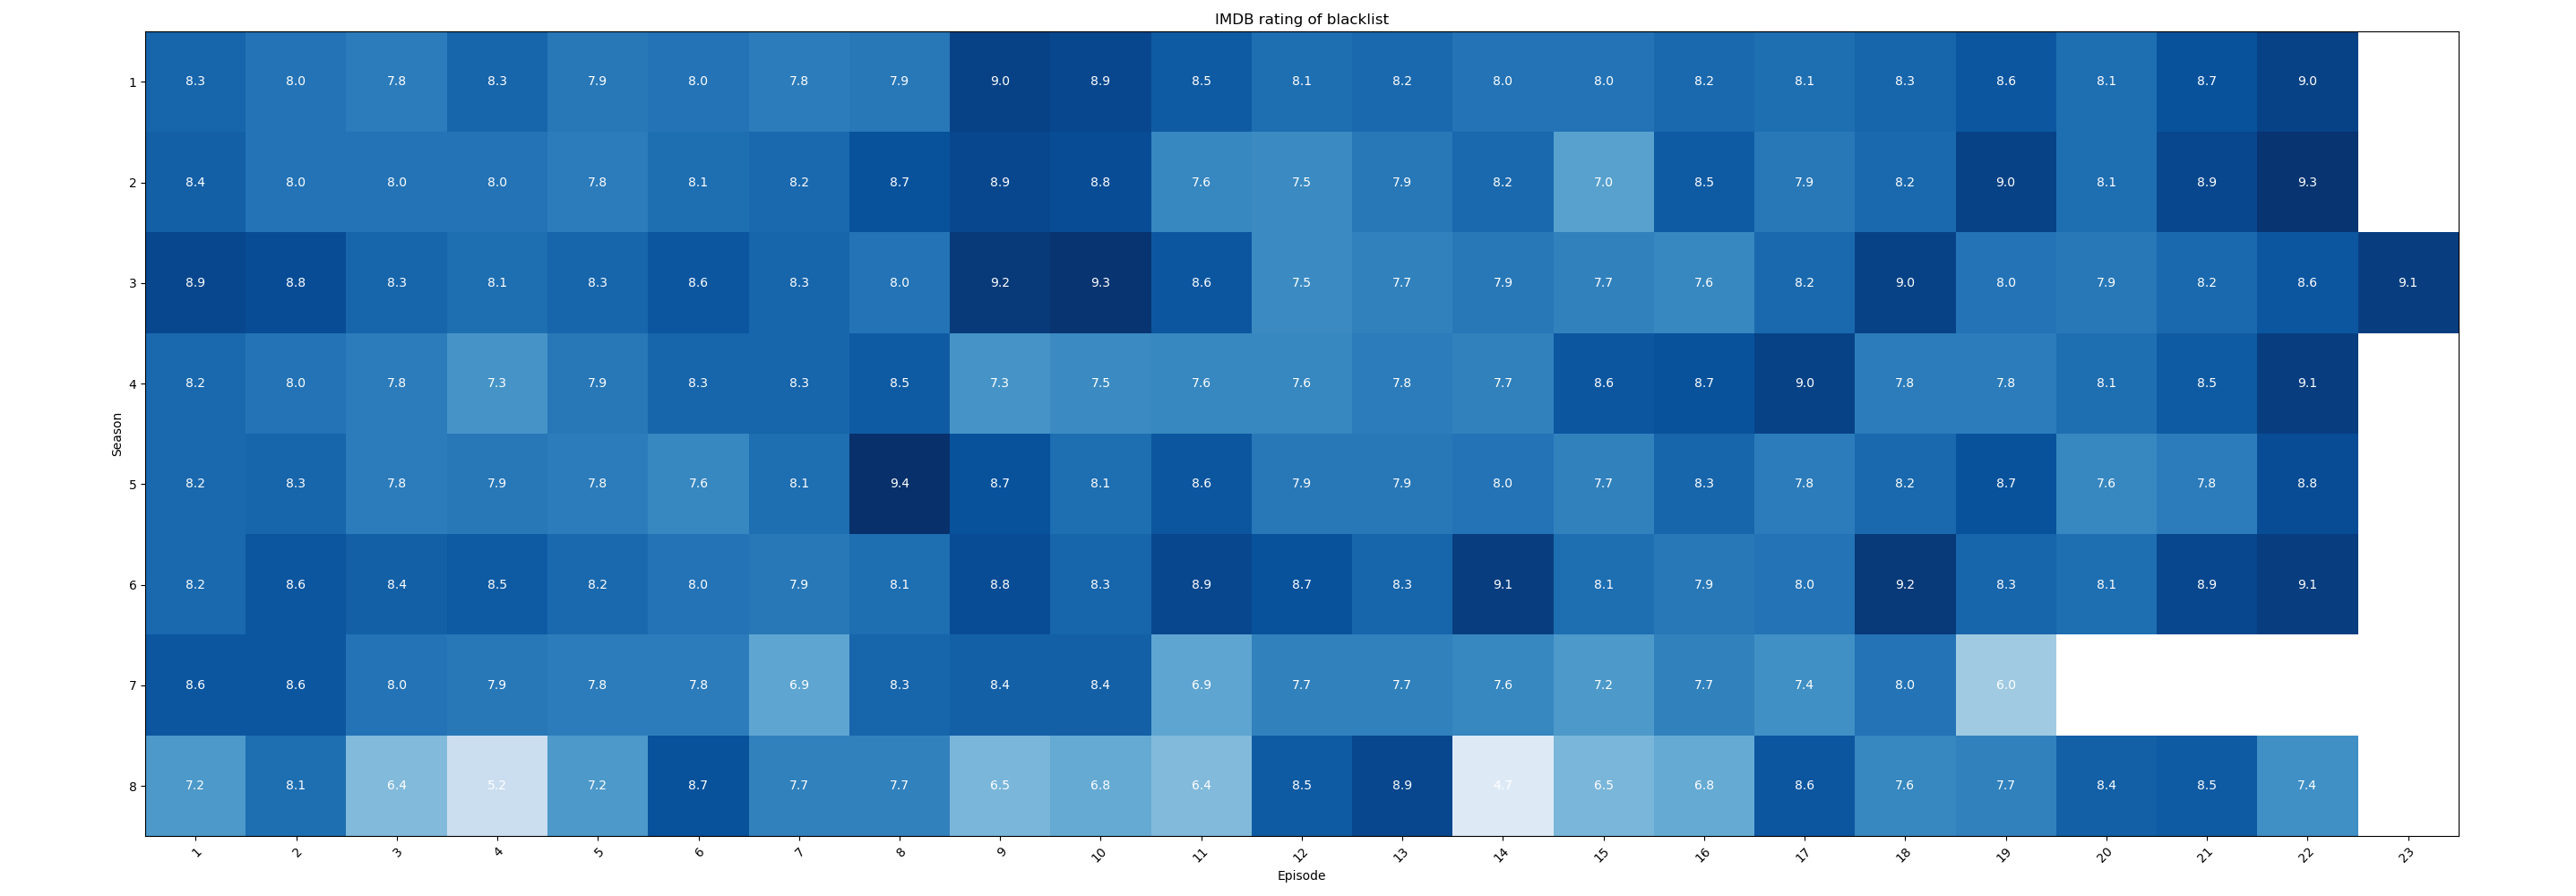 IMDB rating of blacklist
1 8.3 8.0 7.8 8.3 7.9 8.0 7.8 7.9 9.0 8.9 8.5 8.1 8.2 8.0 8.0 8.2 8.1 8.3 8.6 8.1 8.7 9.0
2 8.4 8.0 8.0 8.0 7.8 8.1 8.2 8.7 8.9 8.8 7.6 7.5 7.9 8.2 7.0 8.5 7.9 8.2 9.0 8.1 8.9 9.3
3 8.9 8.8 8.3 8.1 8.3 8.6 8.3 8.0 9.2 9.3 8.6 7.5 7.7 7.9 7.7 7.6 8.2 9.0 8.0 7.9 8.2 8.6 9.1
4 8.2 8.0 7.8 7.3 7.9 8.3 8.3 8.5 7.3 7.5 7.6 7.6 7.8 7.7 8.6 8.7 9.0 7.8 7.8 8.1 8.5 9.1
Season
5 8.2 8.3 7.8 7.9 7.8 7.6 8.1 9.4 8.7 8.1 8.6 7.9 7.9 8.0 7.7 8.3 7.8 8.2 8.7 7.6 7.8 8.8
6 8.2 8.6 8.4 8.5 8.2 8.0 7.9 8.1 8.8 8.3 8.9 8.7 8.3 9.1 8.1 7.9 8.0 9.2 8.3 8.1 8.9 9.1
7 8.6 8.6 8.0 7.9 7.8 7.8 6.9 8.3 8.4 8.4 6.9 7.7 7.7 7.6 7.2 7.7 7.4 8.0 6.0
8 7.2 8.1 6.4 5.2 7.2 8.7 7.7 7.7 6.5 6.8 6.4 8.5 8.9 4.7 6.5 6.8 8.6 7.6 7.7 8.4 8.5 7.4
1 2 3 4 5 6 7 8 9 10 11 12 13 14 15 16 17 18 19 20 21 22 23
Episode